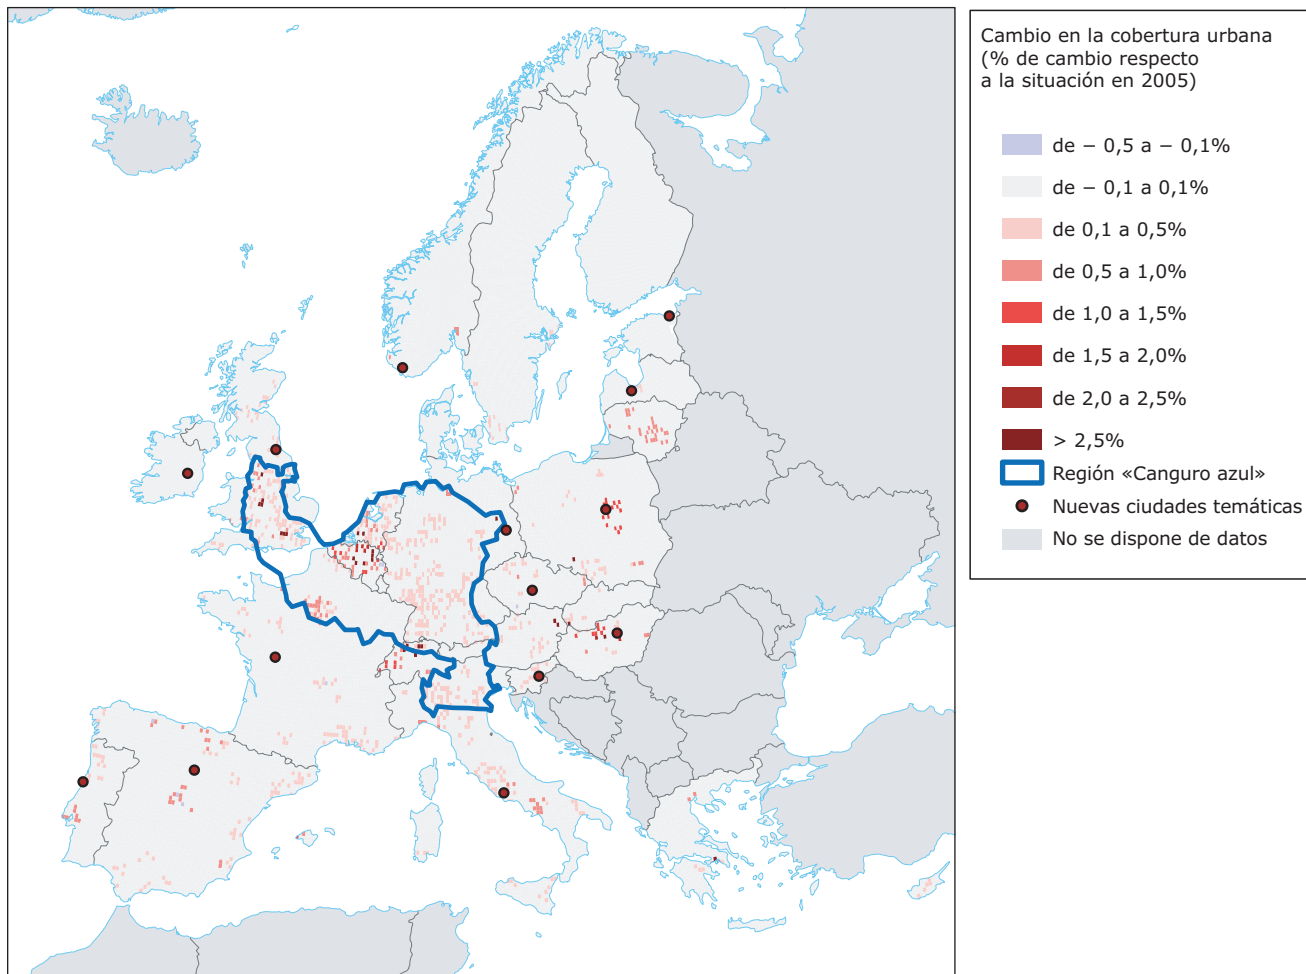 Cambio en la cobertura urbana
(% de cambio respecto
a la situación en 2005)
de − 0,5 a − 0,1%
de − 0,1 a 0,1%
de 0,1 a 0,5%
de 0,5 a 1,0%
de 1,0 a 1,5%
de 1,5 a 2,0%
de 2,0 a 2,5%
> 2,5%
Región «Canguro azul»
Nuevas ciudades temáticas
No se dispone de datos